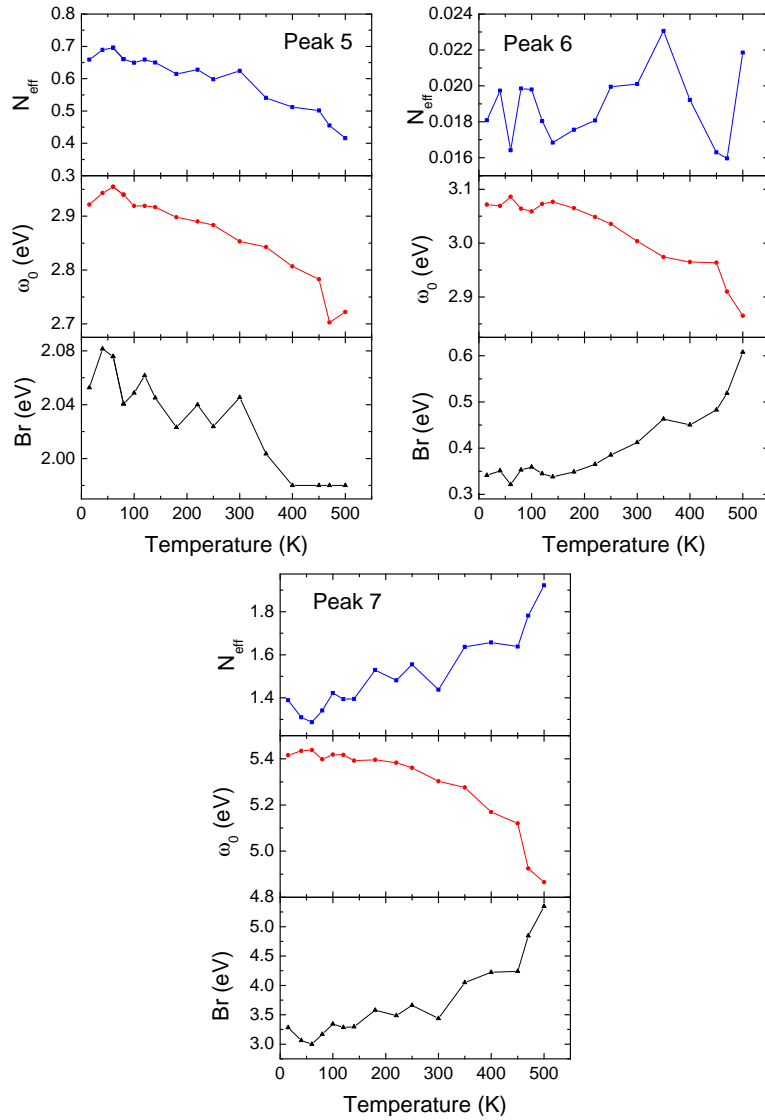 Peak 5
N_eff
0.8
0.7
0.6
0.5
0.4
0.3
ω_0 (eV)
2.9
2.8
2.7
Br (eV)
2.08
2.04
2.00
0 100 200 300 400 500
Temperature (K)
Peak 6
N_eff
0.024
0.022
0.020
0.018
0.016
ω_0 (eV)
3.1
3.0
2.9
Br (eV)
0.6
0.5
0.4
0.3
0 100 200 300 400 500
Temperature (K)
Peak 7
N_eff
1.8
1.6
1.4
ω_0 (eV)
5.4
5.2
5.0
4.8
Br (eV)
5.0
4.5
4.0
3.5
3.0
0 100 200 300 400 500
Temperature (K)